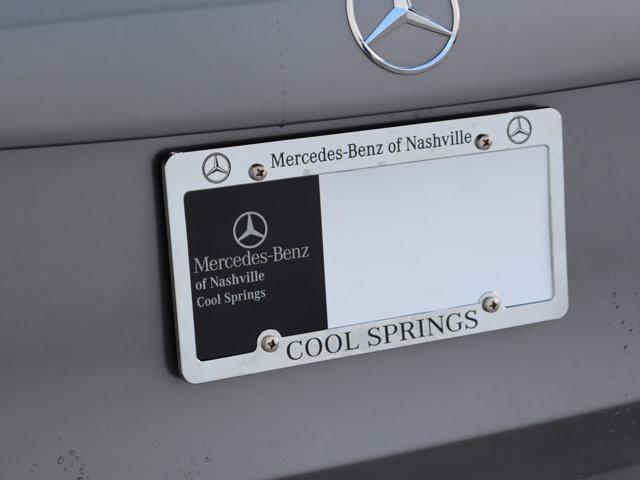 Mercedes-Benz of Nashville
Mercedes-Benz
of Nashville
Cool Springs
COOL SPRINGS